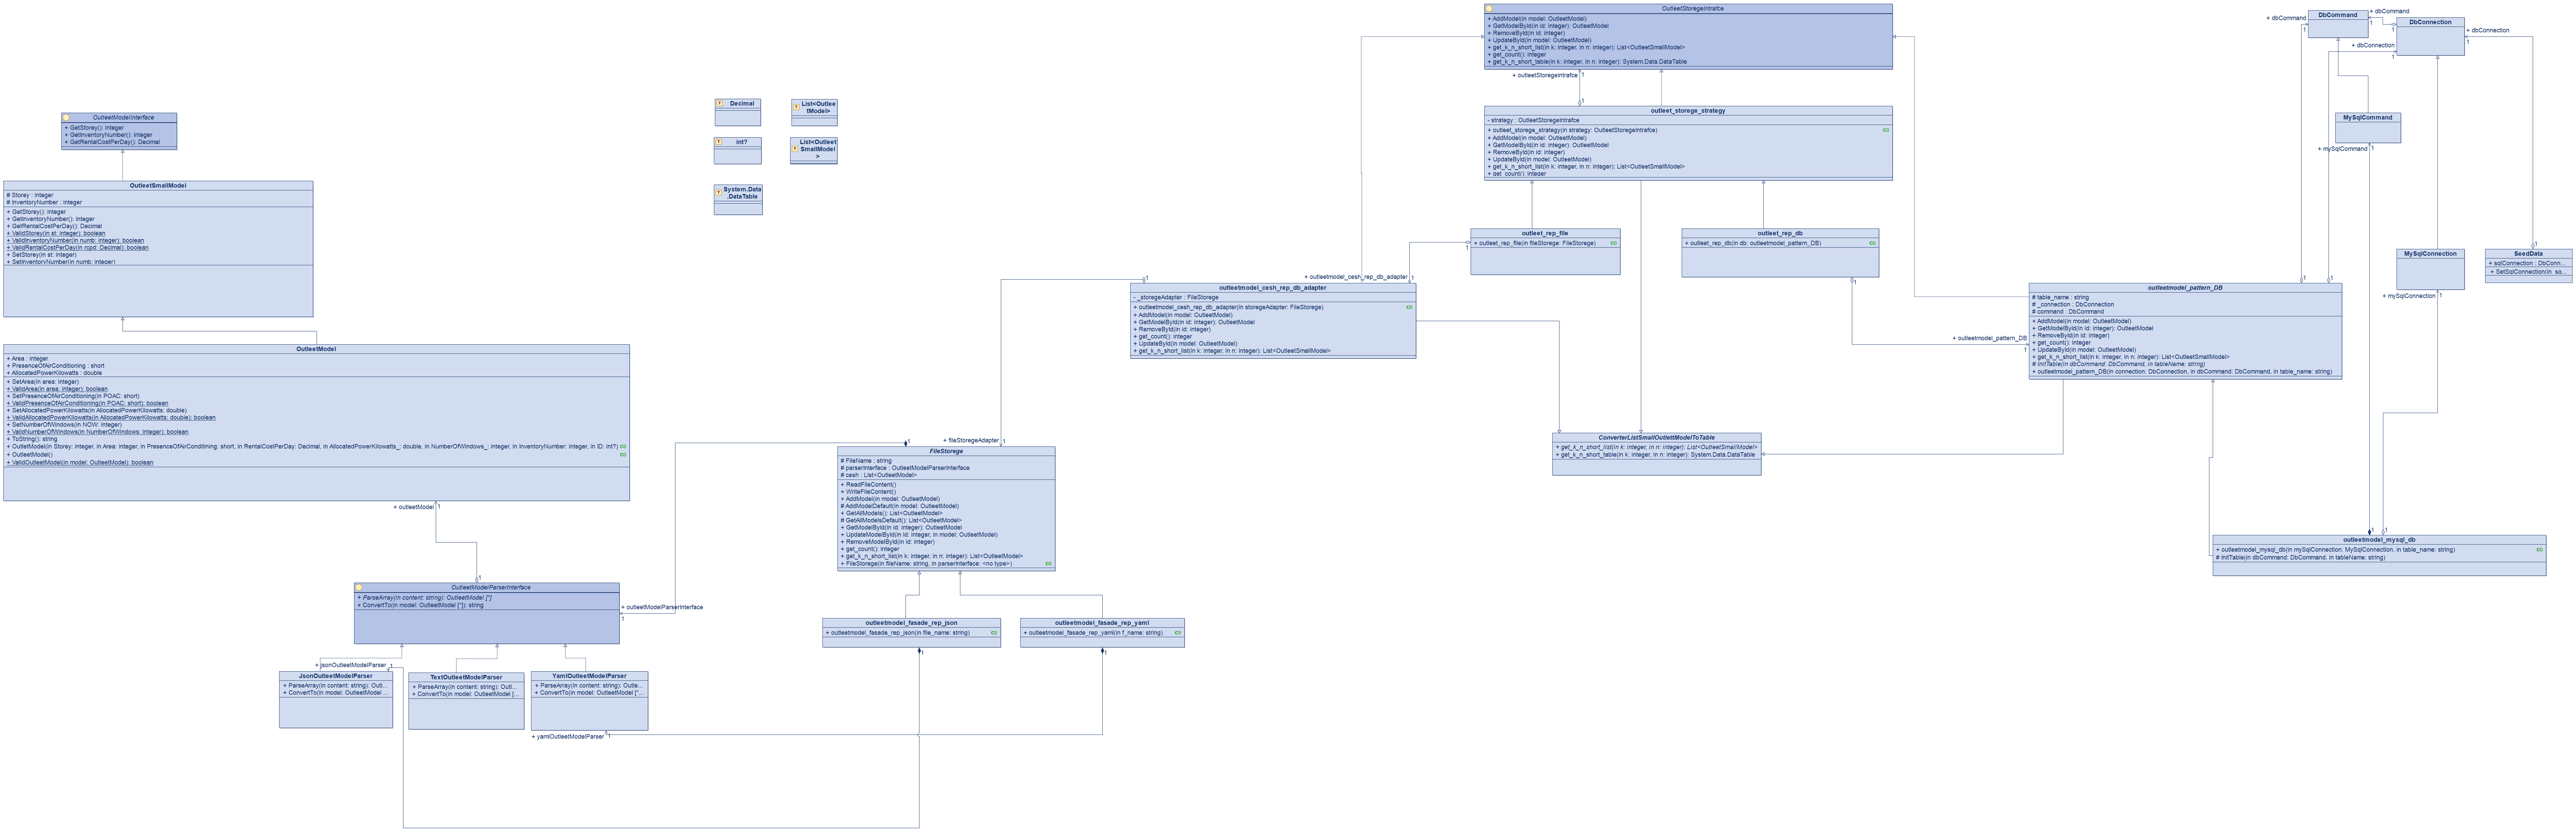 OutleetModelInterface
+ GetStorey(): integer
+ GetInventoryNumber(): integer
+ GetRentalCostPerDay(): Decimal
OutleetSmallModel
# Storey : integer
# InventoryNumber : integer
+ GetStorey(): integer
+ GetInventoryNumber(): integer
+ GetRentalCostPerDay(): Decimal
+ ValidStorey(in st: integer): boolean
+ ValidInventoryNumber(in numb: integer): boolean
+ ValidRentalCostPerDay(in rcpd: Decimal): boolean
+ SetStorey(in st: integer)
+ SetInventoryNumber(in numb: integer)
OutleetModel
+ Area : integer
+ PresenceOfAirConditioning : short
+ AllocatedPowerKilowatts : double
+ SetArea(in area: integer)
+ ValidArea(in area: integer): boolean
+ SetPresenceOfAirConditioning(in POAC: short)
+ ValidPresenceOfAirConditioning(in POAC: short): boolean
+ SetAllocatedPowerKilowatts(in AllocatedPowerKilowatts: double)
+ ValidAllocatedPowerKilowatts(in AllocatedPowerKilowatts: double): boolean
+ SetNumberOfWindows(in NOW: integer)
+ ValidNumberOfWindows(in NumberOfWindows: integer): boolean
+ ToString(): string
+ OutletModel(in Storey: integer, in Area: integer, in PresenceOfAirConditining: short, in RentalCostPerDay: Decimal, in AllocatedPowerKilowatts_: double, in NumberOfWindows_: integer, in InventoryNumber: integer, in ID: int?)
+ OutleetModel()
+ ValidOutleetModel(in model: OutleetModel): boolean
+ outleetModel 1
1
OutleetModelParserInterface
+ ParseArray(in content: string): OutleetModel [*]
+ ConvertTo(in model: OutleetModel [*]): string
+ outleetModelParserInterface
1
+ jsonOutleetModelParser 1
JsonOutleetModelParser
+ ParseArray(in content: string): Outl...
+ ConvertTo(in model: OutleetModel ...
TextOutleetModelParser
+ ParseArray(in content: string): Outl...
+ ConvertTo(in model: OutleetModel [...
YamlOutleetModelParser
+ ParseArray(in content: string): Outle...
+ ConvertTo(in model: OutleetModel [*...
+ yamlOutleetModelParser 1
T Decimal
T List<Outlee
tModel>
T int?
T List<Outleet
SmallModel
>
T System.Data
.DataTable
+ fileStoregeAdapter 1
1
FileStorege
# FileName : string
# parserInterface : OutleetModelParserInterface
# cesh : List<OutleetModel>
+ ReadFileContent()
+ WriteFileContent()
+ AddModel(in model: OutleetModel)
# AddModelDefault(in model: OutleetModel)
+ GetAllModels(): List<OutleetModel>
# GetAllModelsDefault(): List<OutleetModel>
+ GetModelById(in id: integer): OutleetModel
+ UpdateModelById(in id: integer, in model: OutleetModel)
+ RemoveModelById(in id: integer)
+ get_count(): integer
+ get_k_n_short_list(in k: integer, in n: integer): List<OutleetModel>
+ FileStorege(in fileName: string, in parserInterface: <no type>)
outleetmodel_fasade_rep_json
+ outleetmodel_fasade_rep_json(in file_name: string)
1
outleetmodel_fasade_rep_yaml
+ outleetmodel_fasade_rep_yaml(in f_name: string)
1
OutleetStoregeIntrafce
+ AddModel(in model: OutleetModel)
+ GetModelById(in id: integer): OutleetModel
+ RemoveById(in id: integer)
+ UpdateById(in model: OutleetModel)
+ get_k_n_short_list(in k: integer, in n: integer): List<OutleetSmallModel>
+ get_count(): integer
+ get_k_n_short_table(in k: integer, in n: integer): System.Data.DataTable
+ outleetStoregeIntrafce 1
1
outleet_storege_strategy
- strategy : OutleetStoregeIntrafce
+ outleet_storege_strategy(in strategy: OutleetStoregeIntrafce)
+ AddModel(in model: OutleetModel)
+ GetModelById(in id: integer): OutleetModel
+ RemoveById(in id: integer)
+ UpdateById(in model: OutleetModel)
+ get_k_n_short_list(in k: integer, in n: integer): List<OutleetSmallModel>
+ get_count(): integer
outleet_rep_file
+ outleet_rep_file(in fileStorege: FileStorege)
1
outleet_rep_db
+ outleet_rep_db(in db: outleetmodel_pattern_DB)
1
1
+ outleetmodel_cesh_rep_db_adapter 1
outleetmodel_cesh_rep_db_adapter
- _storegeAdapter : FileStorege
+ outleetmodel_cesh_rep_db_adapter(in storegeAdapter: FileStorege)
+ AddModel(in model: OutleetModel)
+ GetModelById(in id: integer): OutleetModel
+ RemoveById(in id: integer)
+ get_count(): integer
+ UpdateById(in model: OutleetModel)
+ get_k_n_short_list(in k: integer, in n: integer): List<OutleetSmallModel>
ConverterListSmallOutlettModelToTable
+ get_k_n_short_list(in k: integer, in n: integer): List<OutleetSmallModel>
+ get_k_n_short_table(in k: integer, in n: integer): System.Data.DataTable
+ outleetmodel_pattern_DB
1
1
1
outleetmodel_pattern_DB
# table_name : string
# _connection : DbConnection
# command : DbCommand
+ AddModel(in model: OutleetModel)
+ GetModelById(in id: integer): OutleetModel
+ RemoveById(in id: integer)
+ get_count(): integer
+ UpdateById(in model: OutleetModel)
+ get_k_n_short_list(in k: integer, in n: integer): List<OutleetSmallModel>
# InitTable(in dbCommand: DbCommand, in tableName: string)
+ outleetmodel_pattern_DB(in connection: DbConnection, in dbCommand: DbCommand, in table_name: string)
+ dbCommand
1
DbCommand
+ dbCommand
1
1
DbConnection
+ dbConnection
1
+ dbConnection
1
MySqlCommand
+ mySqlCommand 1
MySqlConnection
+ mySqlConnection 1
1
SeedData
+ sqlConnection : DbConn...
+ SetSqlConnection(in sq...
1
1
outleetmodel_mysql_db
+ outleetmodel_mysql_db(in mySqlConnection: MySqlConnection, in table_name: string)
# InitTable(in dbCommand: DbCommand, in tableName: string)